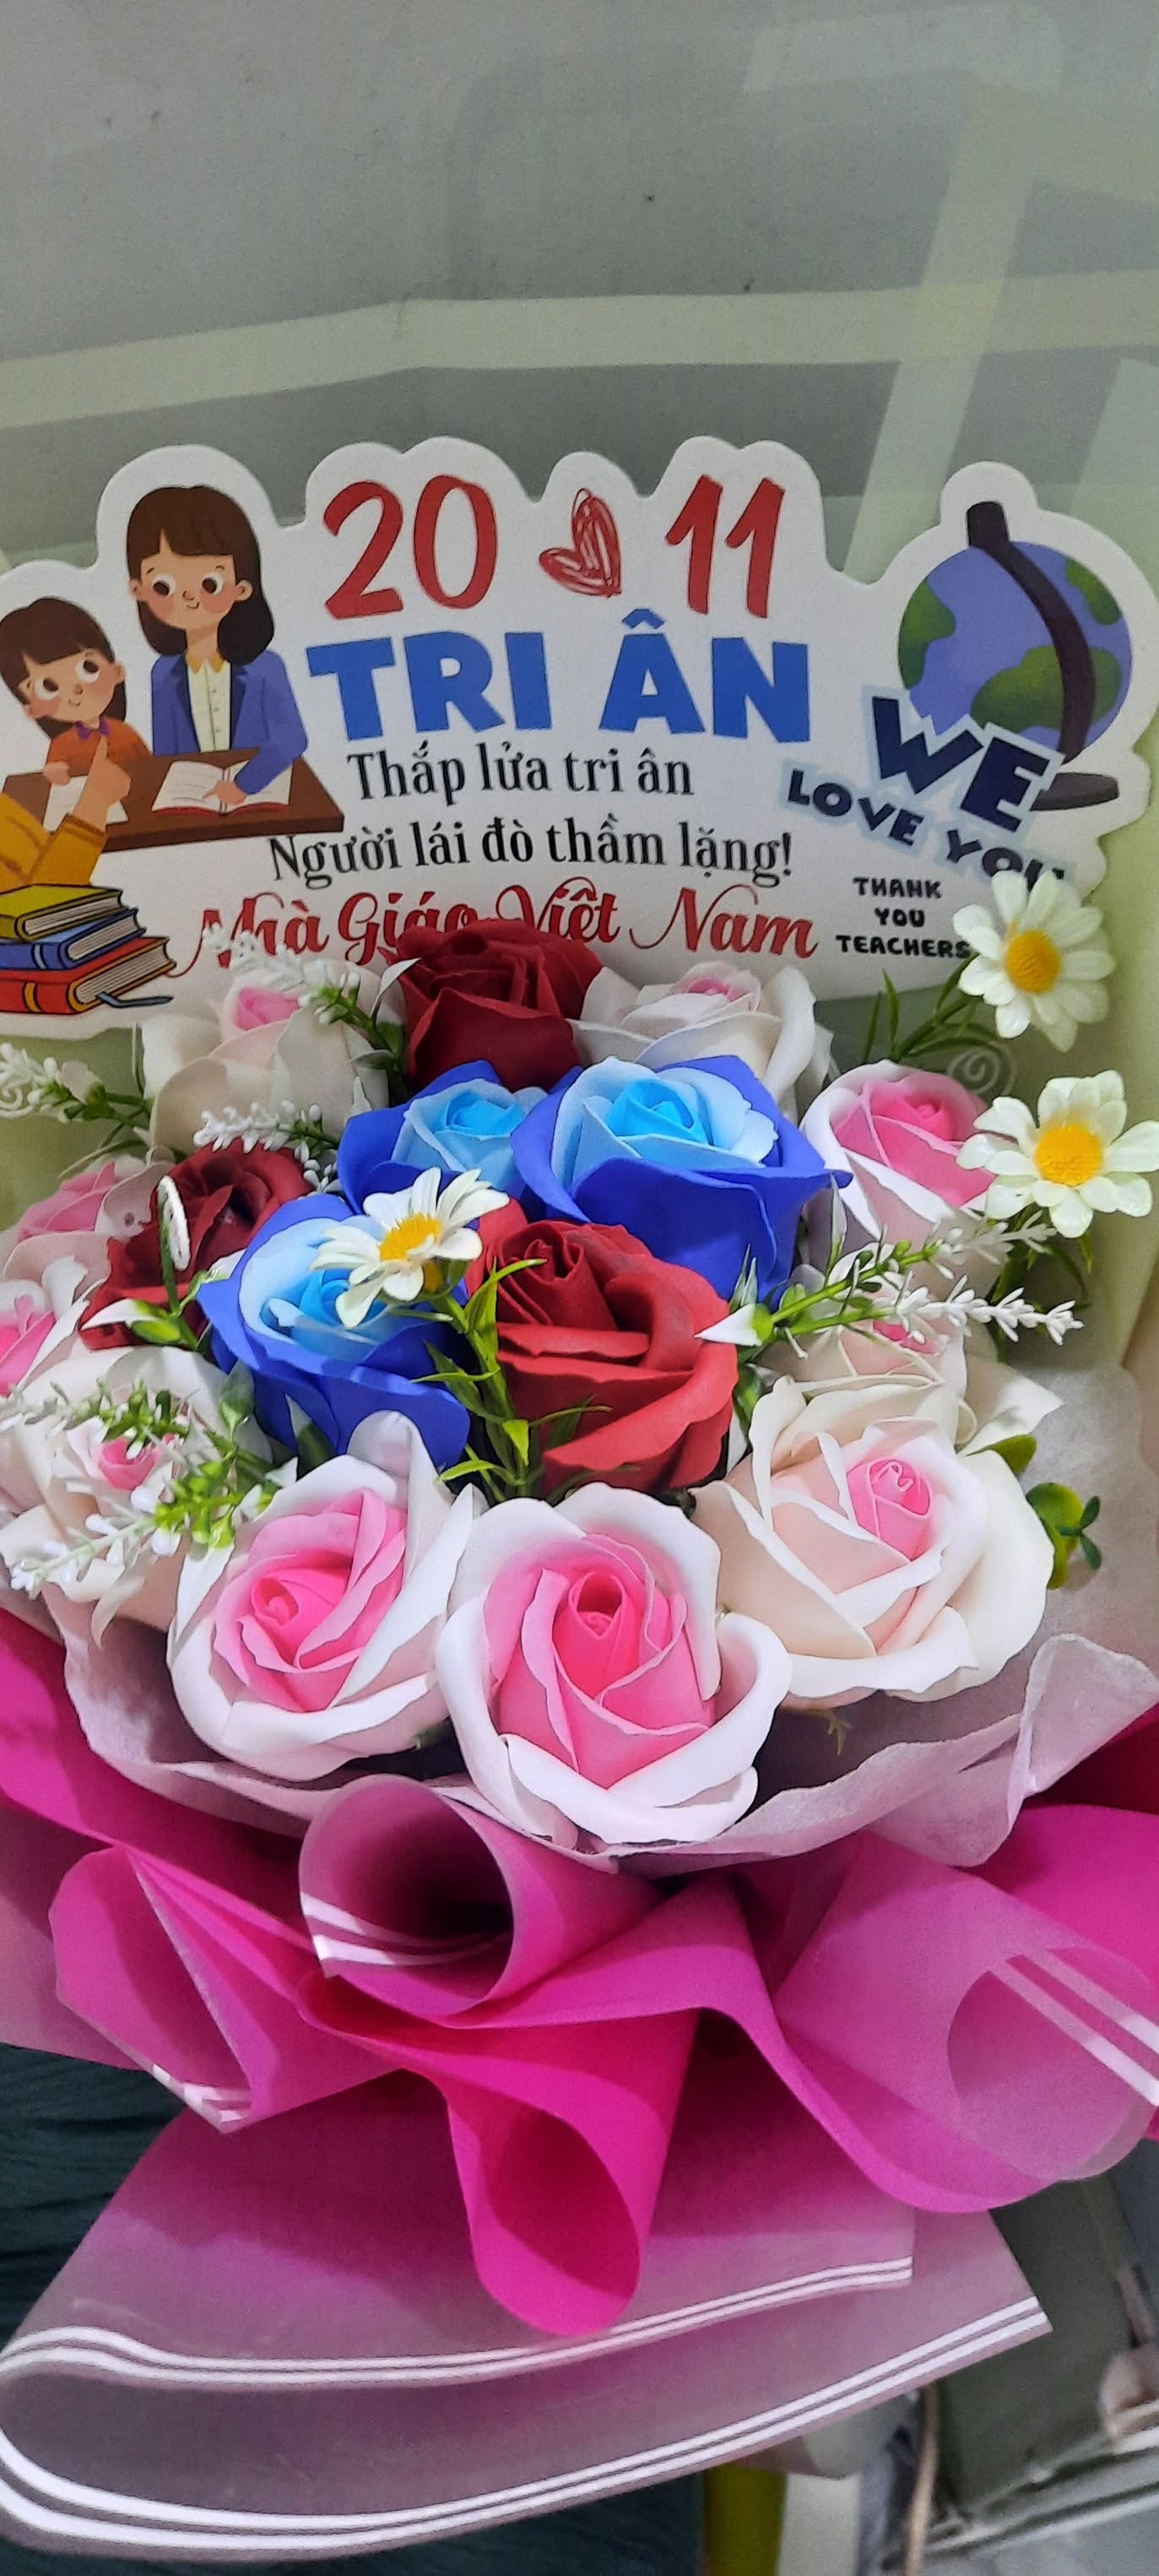 20 11
TRI ÂN
Thắp lửa tri ân
Người lái đò thầm lặng!
Nhà Giáo Việt Nam
WE
LOVE YOU
THANK
YOU
TEACHERS